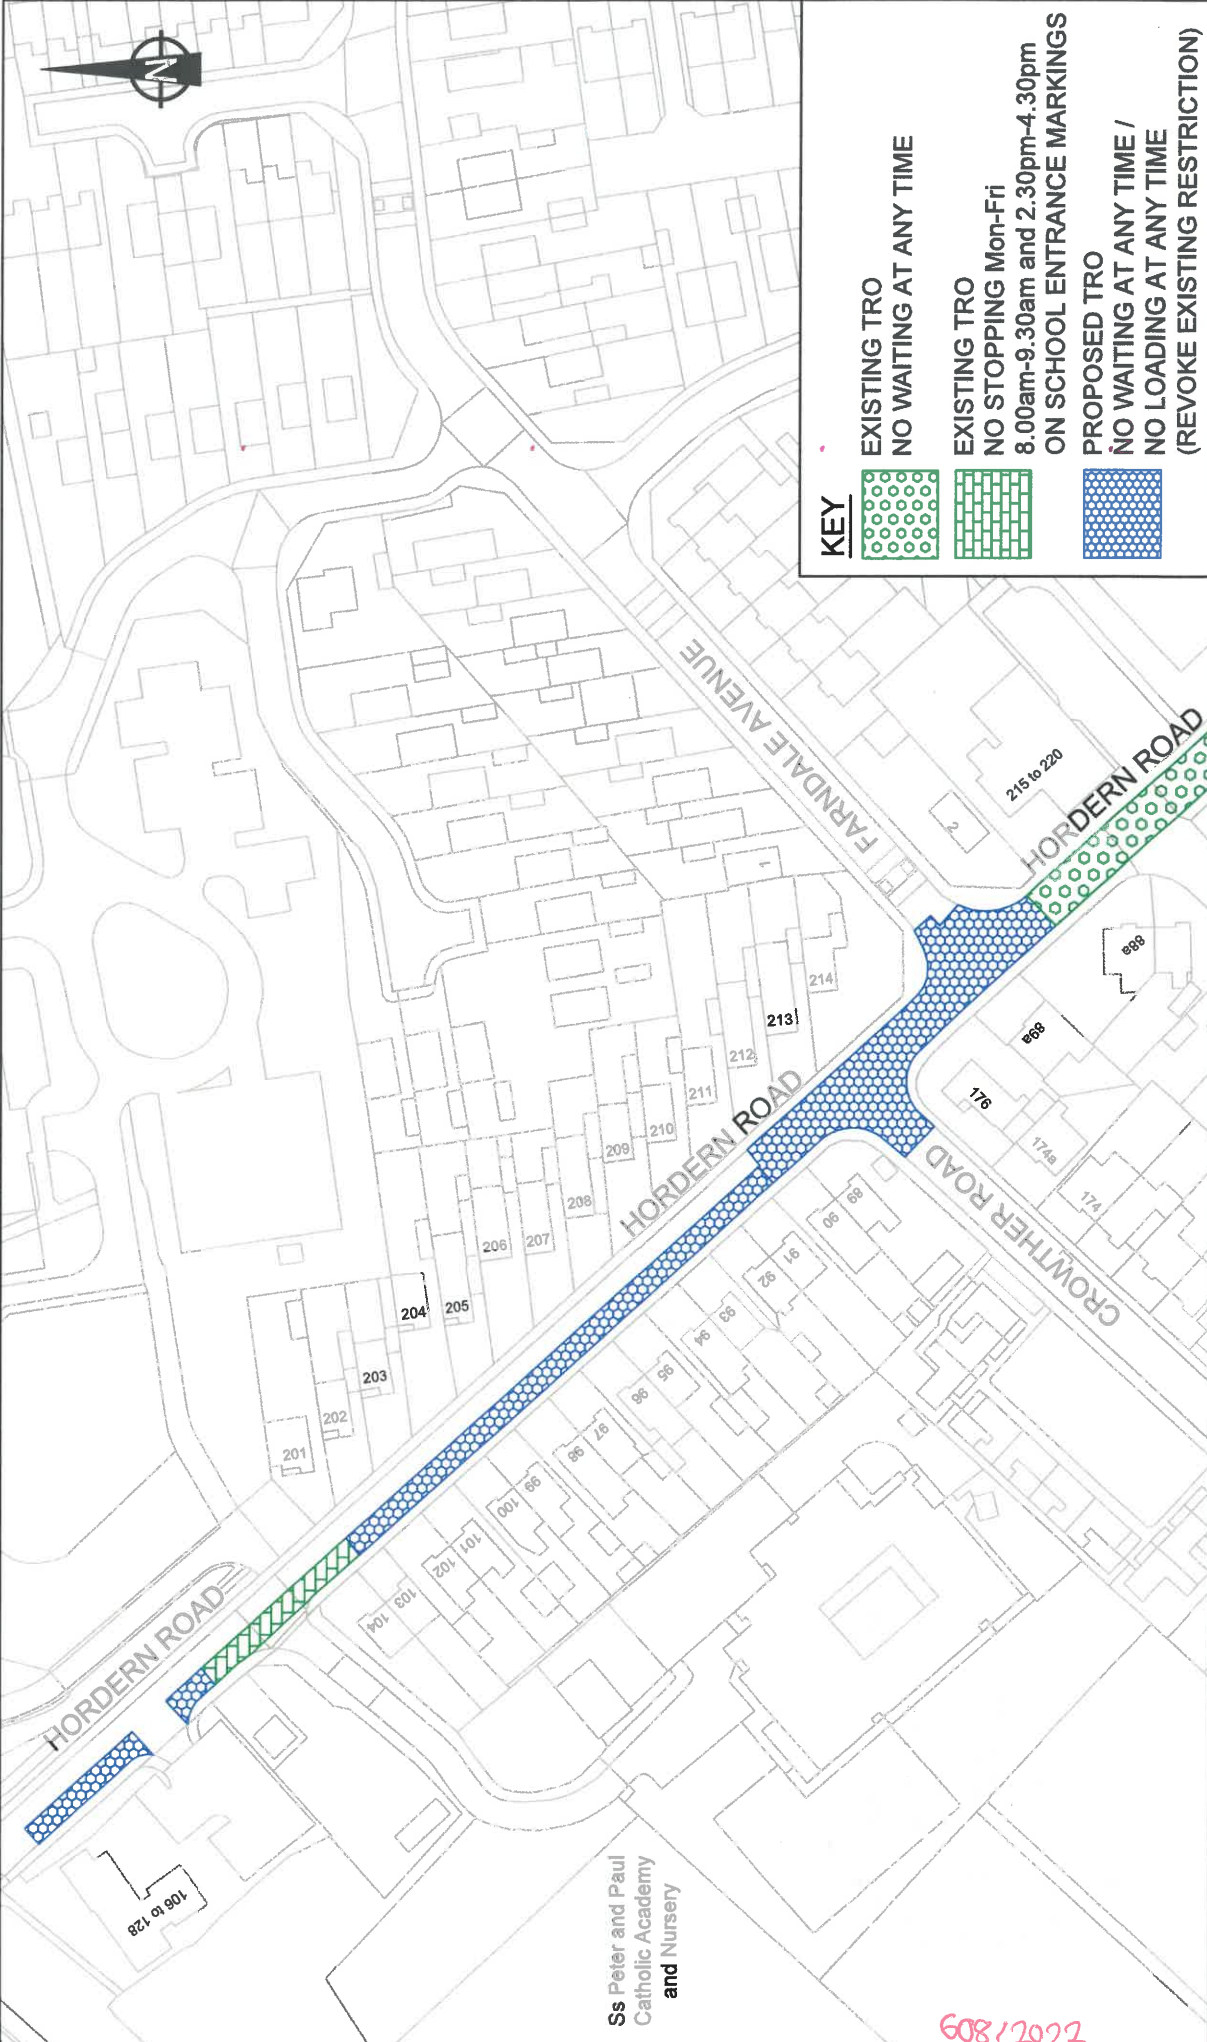 N
KEY
EXISTING TRO
NO WAITING AT ANY TIME
EXISTING TRO
NO STOPPING Mon-Fri
8.00am-9.30am and 2.30pm-4.30pm
ON SCHOOL ENTRANCE MARKINGS
PROPOSED TRO
NO WAITING AT ANY TIME /
NO LOADING AT ANY TIME
(REVOKE EXISTING RESTRICTION)
FARNDALE AVENUE
HORDERN ROAD
215 to 220
2
1
88a
89a
176
174a
174
CROWTHER ROAD
214
213
212
211
210
209
208
207
206
205
204
203
202
201
HORDERN ROAD
89
90
91
92
93
94
95
96
97
98
99
100
101
102
103
104
HORDERN ROAD
106 to 128
Ss Peter and Paul
Catholic Academy
and Nursery
608/2022